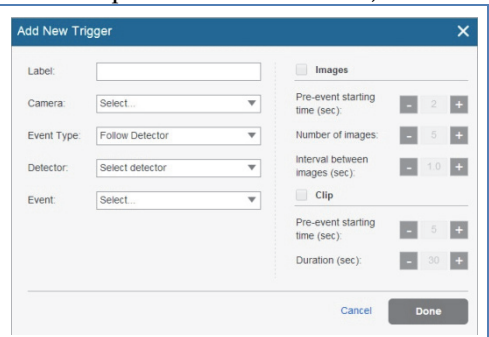 Add New Trigger
Label:
Camera: Select...
Event Type: Follow Detector
Detector: Select detector
Event: Select...
Images
Pre-event starting
time (sec): - 2 +
Number of images: - 5 +
Interval between
images (sec): - 1.0 +
Clip
Pre-event starting
time (sec): - 5 +
Duration (sec): - 30 +
Cancel Done